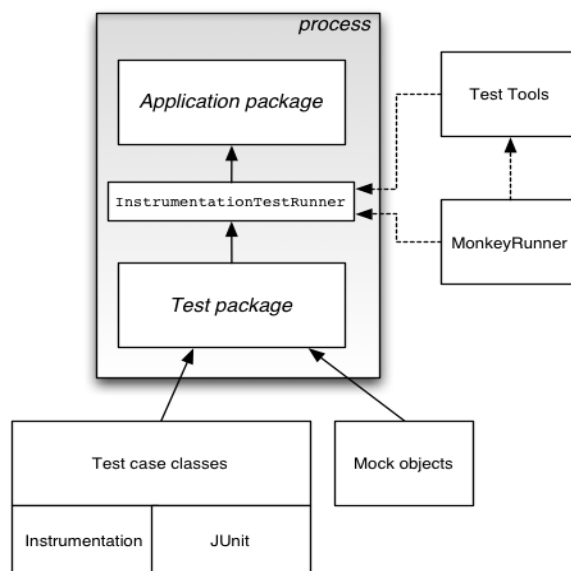 process
Application package
Test Tools
InstrumentationTestRunner
MonkeyRunner
Test package
Test case classes
Mock objects
Instrumentation
JUnit